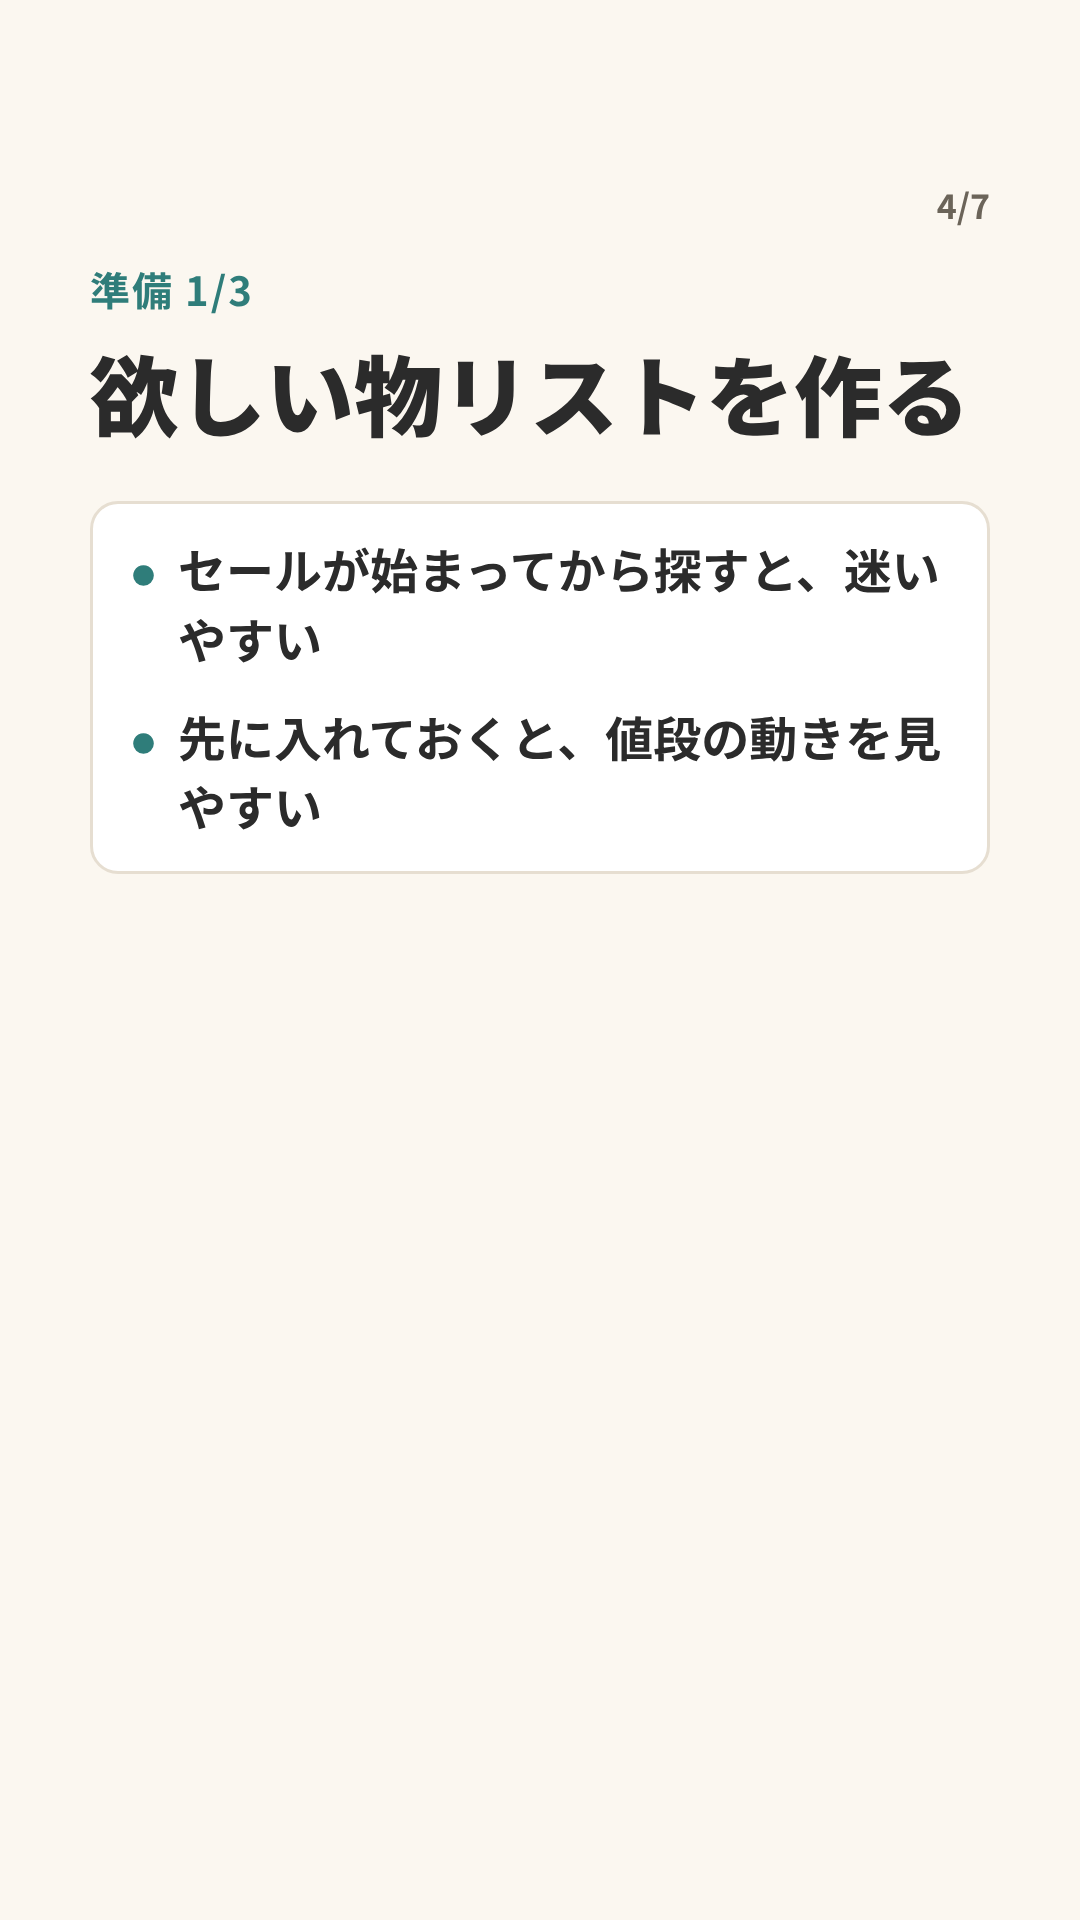 4/7
準備 1/3
欲しい物リストを作る
セールが始まってから探すと、迷い
やすい
先に入れておくと、値段の動きを見
やすい